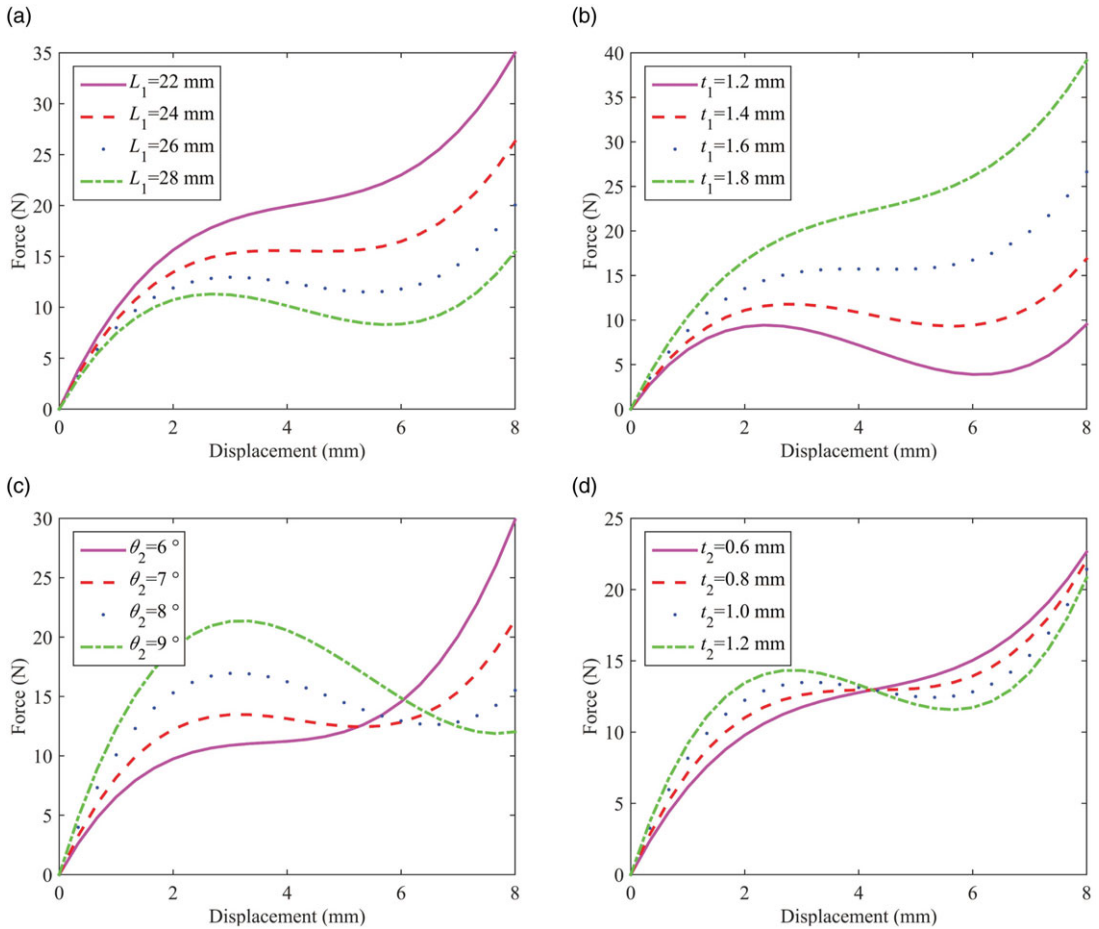 (a)
35
30
25
20
15
10
5
0
Force (N)
L1=22 mm
L1=24 mm
L1=26 mm
L1=28 mm
0 2 4 6 8
Displacement (mm)
(b)
40
35
30
25
20
15
10
5
0
Force (N)
t1=1.2 mm
t1=1.4 mm
t1=1.6 mm
t1=1.8 mm
0 2 4 6 8
Displacement (mm)
(c)
30
25
20
15
10
5
0
Force (N)
θ2=6 °
θ2=7 °
θ2=8 °
θ2=9 °
0 2 4 6 8
Displacement (mm)
(d)
25
20
15
10
5
0
Force (N)
t2=0.6 mm
t2=0.8 mm
t2=1.0 mm
t2=1.2 mm
0 2 4 6 8
Displacement (mm)